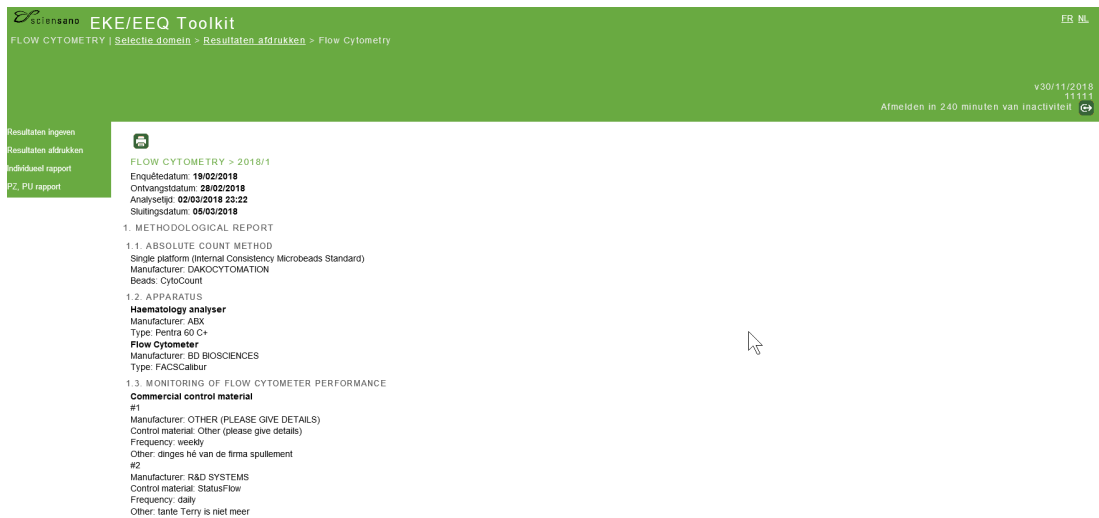 sciensano EKE/EEQ Toolkit
FR NL
FLOW CYTOMETRY | Selectie domein > Resultaten afdrukken > Flow Cytometry
v30/11/2018
11111
Afmelden in 240 minuten van inactiviteit
Resultaten ingeven
Resultaten afdrukken
Individueel rapport
PZ, PU rapport
FLOW CYTOMETRY > 2018/1
Enquêtedatum: 19/02/2018
Ontvangstdatum: 28/02/2018
Analysetijd: 02/03/2018 23:22
Sluitingsdatum: 05/03/2018
1. METHODOLOGICAL REPORT
1.1. ABSOLUTE COUNT METHOD
Single platform (Internal Consistency Microbeads Standard)
Manufacturer: DAKOCYTOMATION
Beads: CytoCount
1.2. APPARATUS
Haematology analyser
Manufacturer: ABX
Type: Pentra 60 C+
Flow Cytometer
Manufacturer: BD BIOSCIENCES
Type: FACSCalibur
1.3. MONITORING OF FLOW CYTOMETER PERFORMANCE
Commercial control material
#1
Manufacturer: OTHER (PLEASE GIVE DETAILS)
Control material: Other (please give details)
Frequency: weekly
Other: dinges hé van de firma spullement
#2
Manufacturer: R&D SYSTEMS
Control material: StatusFlow
Frequency: daily
Other: tante Terry is niet meer